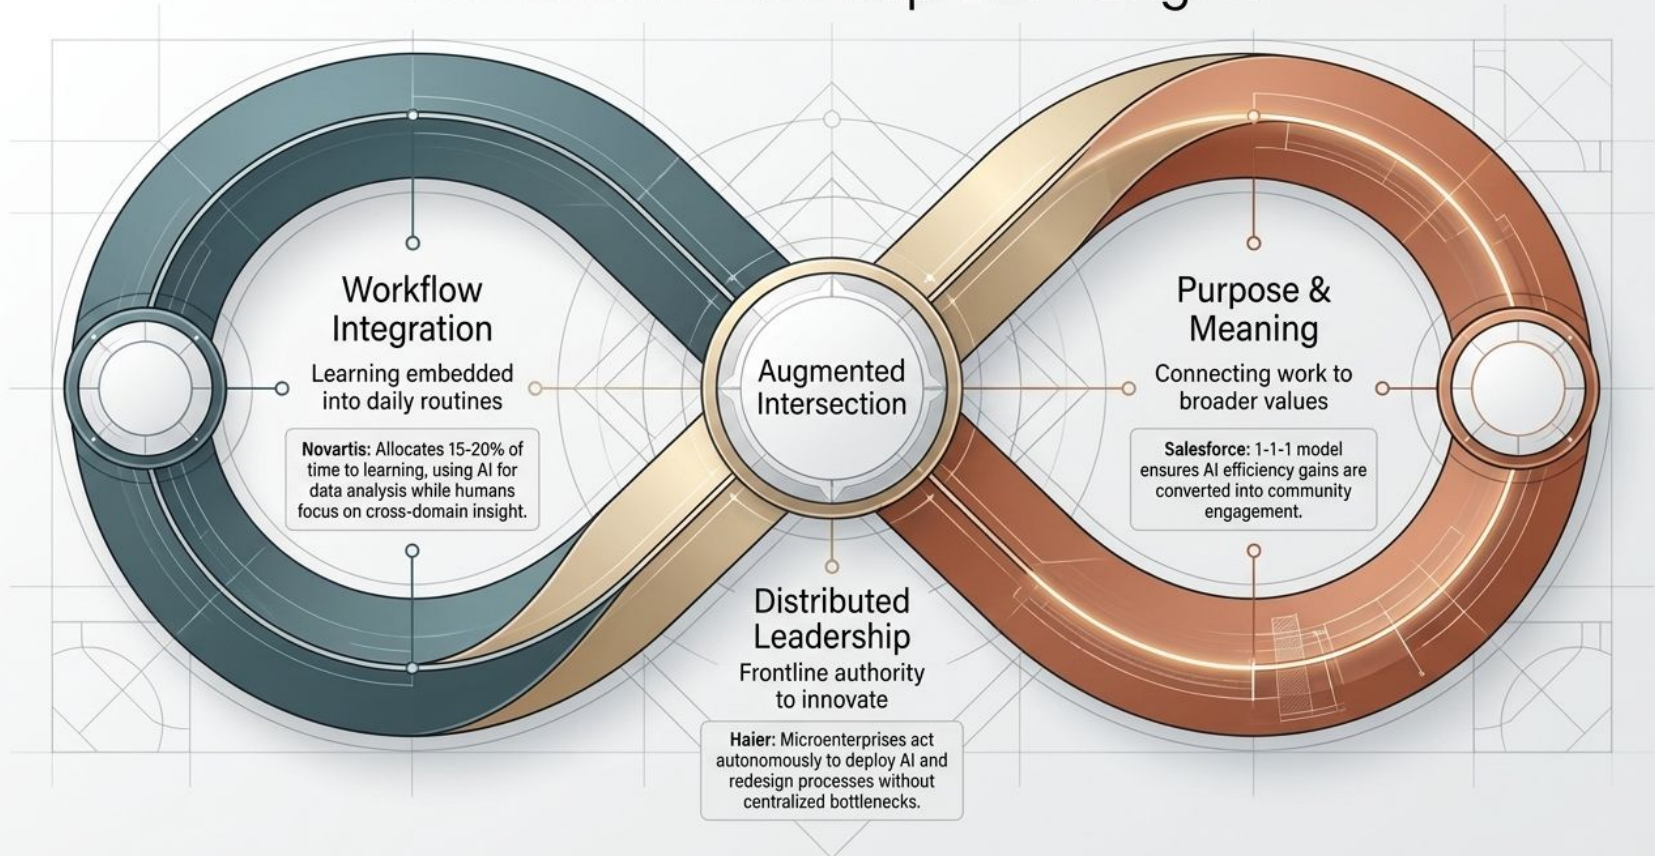 Workflow
Integration
Learning embedded
into daily routines
Novartis: Allocates 15-20% of
time to learning, using AI for
data analysis while humans
focus on cross-domain insight.
Augmented
Intersection
Distributed
Leadership
Frontline authority
to innovate
Haier: Microenterprises act
autonomously to deploy AI and
redesign processes without
centralized bottlenecks.
Purpose &
Meaning
Connecting work to
broader values
Salesforce: 1-1-1 model
ensures AI efficiency gains are
converted into community
engagement.